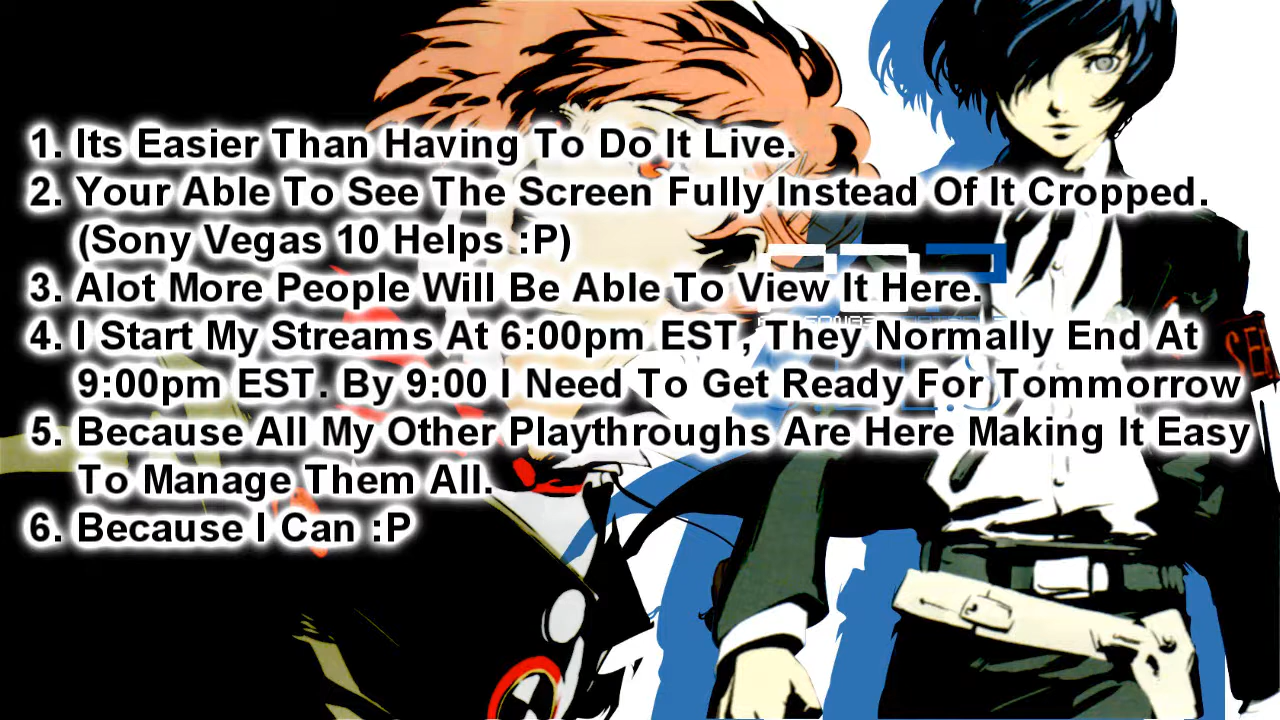 1. Its Easier Than Having To Do It Live.
2. Your Able To See The Screen Fully Instead Of It Cropped.
(Sony Vegas 10 Helps :P)
3. Alot More People Will Be Able To View It Here.
4. I Start My Streams At 6:00pm EST, They Normally End At
9:00pm EST. By 9:00 I Need To Get Ready For Tommorrow
5. Because All My Other Playthroughs Are Here Making It Easy
To Manage Them All.
6. Because I Can :P